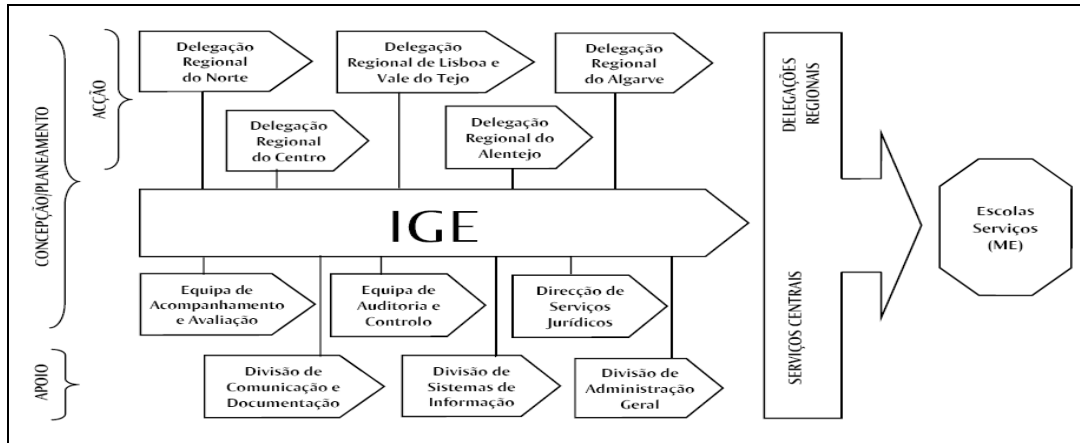 CONCEPÇÃO/PLANEAMENTO
ACÇÃO
Delegação
Regional
do Norte
Delegação
Regional de Lisboa e
Vale do Tejo
Delegação
Regional
do Algarve
Delegação
Regional
do Centro
Delegação
Regional do
Alentejo
IGE
Equipa de
Acompanhamento
e Avaliação
Equipa de
Auditoria e
Controlo
Direcção de
Serviços
Jurídicos
APOIO
Divisão de
Comunicação e
Documentação
Divisão de
Sistemas de
Informação
Divisão de
Administração
Geral
DELEGAÇÕES
REGIONAIS
SERVIÇOS CENTRAIS
Escolas
Serviços
(ME)